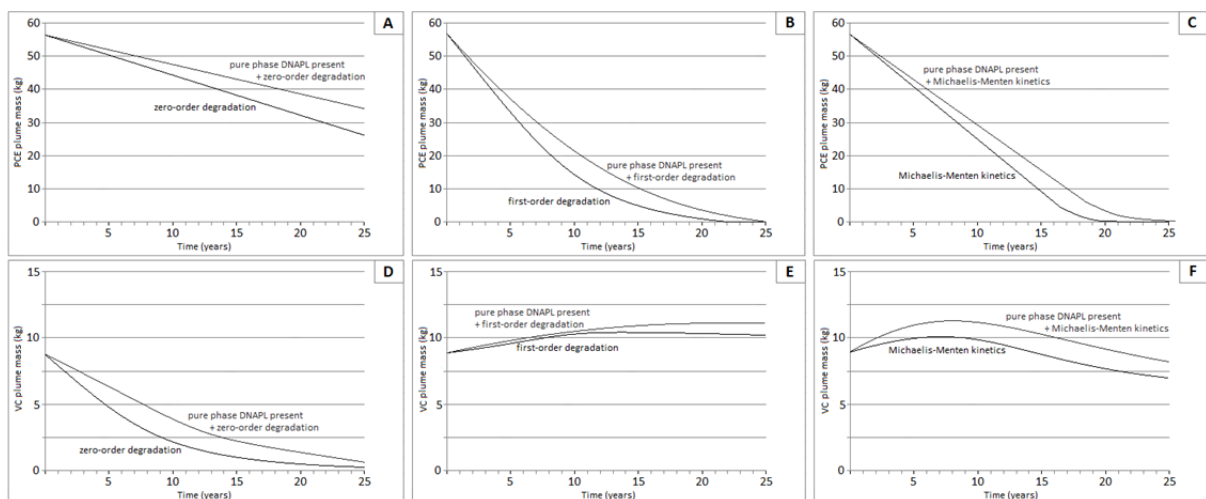 A
PCE plume mass (kg)
60
50
40
30
20
10
0
pure phase DNAPL present
+ zero-order degradation
zero-order degradation
5 10 15 20 25
Time (years)
B
PCE plume mass (kg)
60
50
40
30
20
10
0
pure phase DNAPL present
+ first-order degradation
first-order degradation
5 10 15 20 25
Time (years)
C
PCE plume mass (kg)
60
50
40
30
20
10
0
pure phase DNAPL present
+ Michaelis-Menten kinetics
Michaelis-Menten kinetics
5 10 15 20 25
Time (years)
D
VC plume mass (kg)
15
10
5
0
pure phase DNAPL present
+ zero-order degradation
zero-order degradation
5 10 15 20 25
Time (years)
E
VC plume mass (kg)
15
10
5
0
pure phase DNAPL present
+ first-order degradation
first-order degradation
5 10 15 20 25
Time (years)
F
VC plume mass (kg)
15
10
5
0
pure phase DNAPL present
+ Michaelis-Menten kinetics
Michaelis-Menten kinetics
5 10 15 20 25
Time (years)